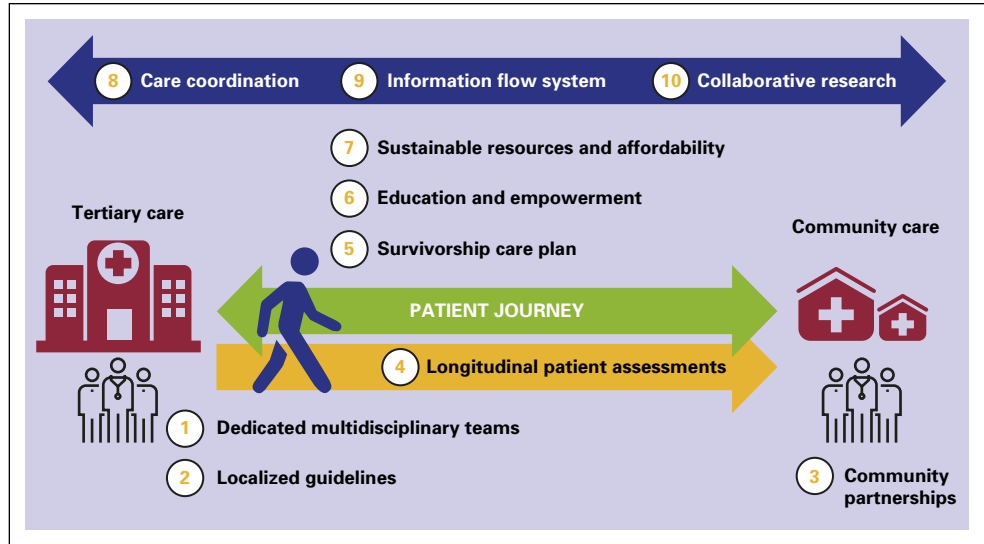 8 Care coordination 9 Information flow system 10 Collaborative research
7 Sustainable resources and affordability
6 Education and empowerment
Tertiary care
5 Survivorship care plan
Community care
PATIENT JOURNEY
4 Longitudinal patient assessments
1 Dedicated multidisciplinary teams
2 Localized guidelines
3 Community
partnerships